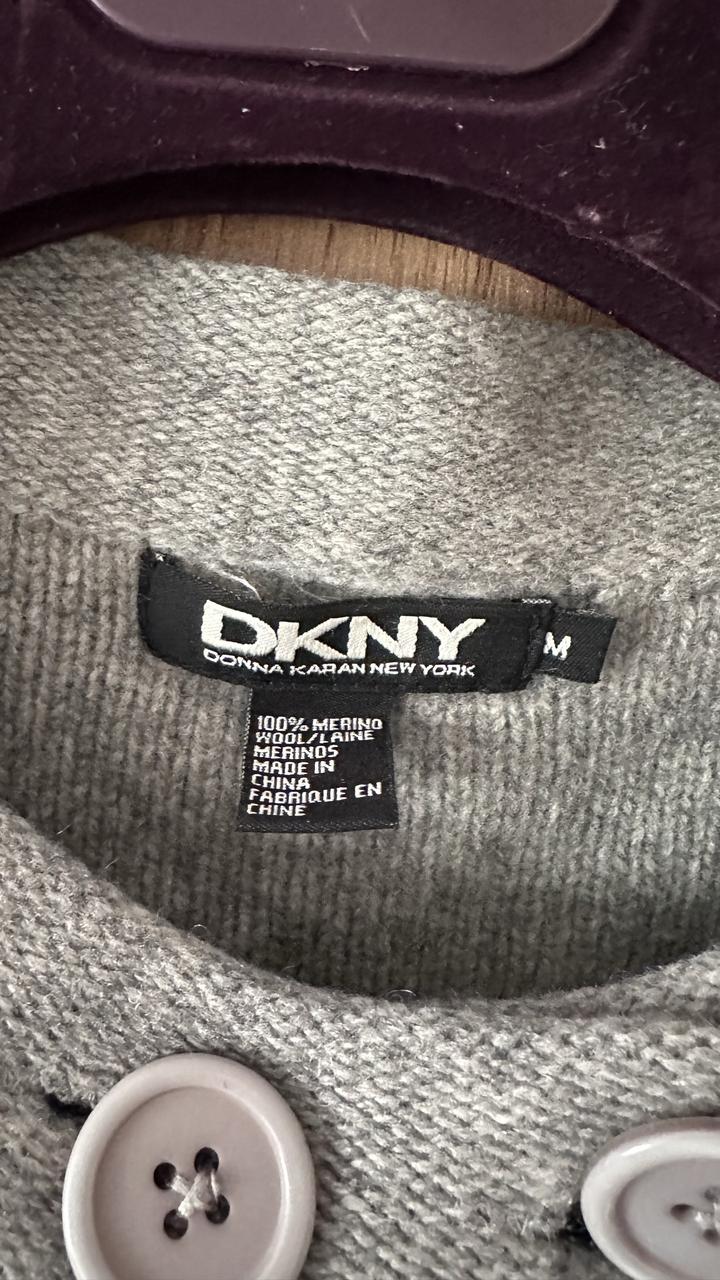 DKNY
DONNA KARAN NEW YORK
M
100% MERINO
WOOL/LAINE
MERINOS
MADE IN
CHINA
FABRIQUE EN
CHINE